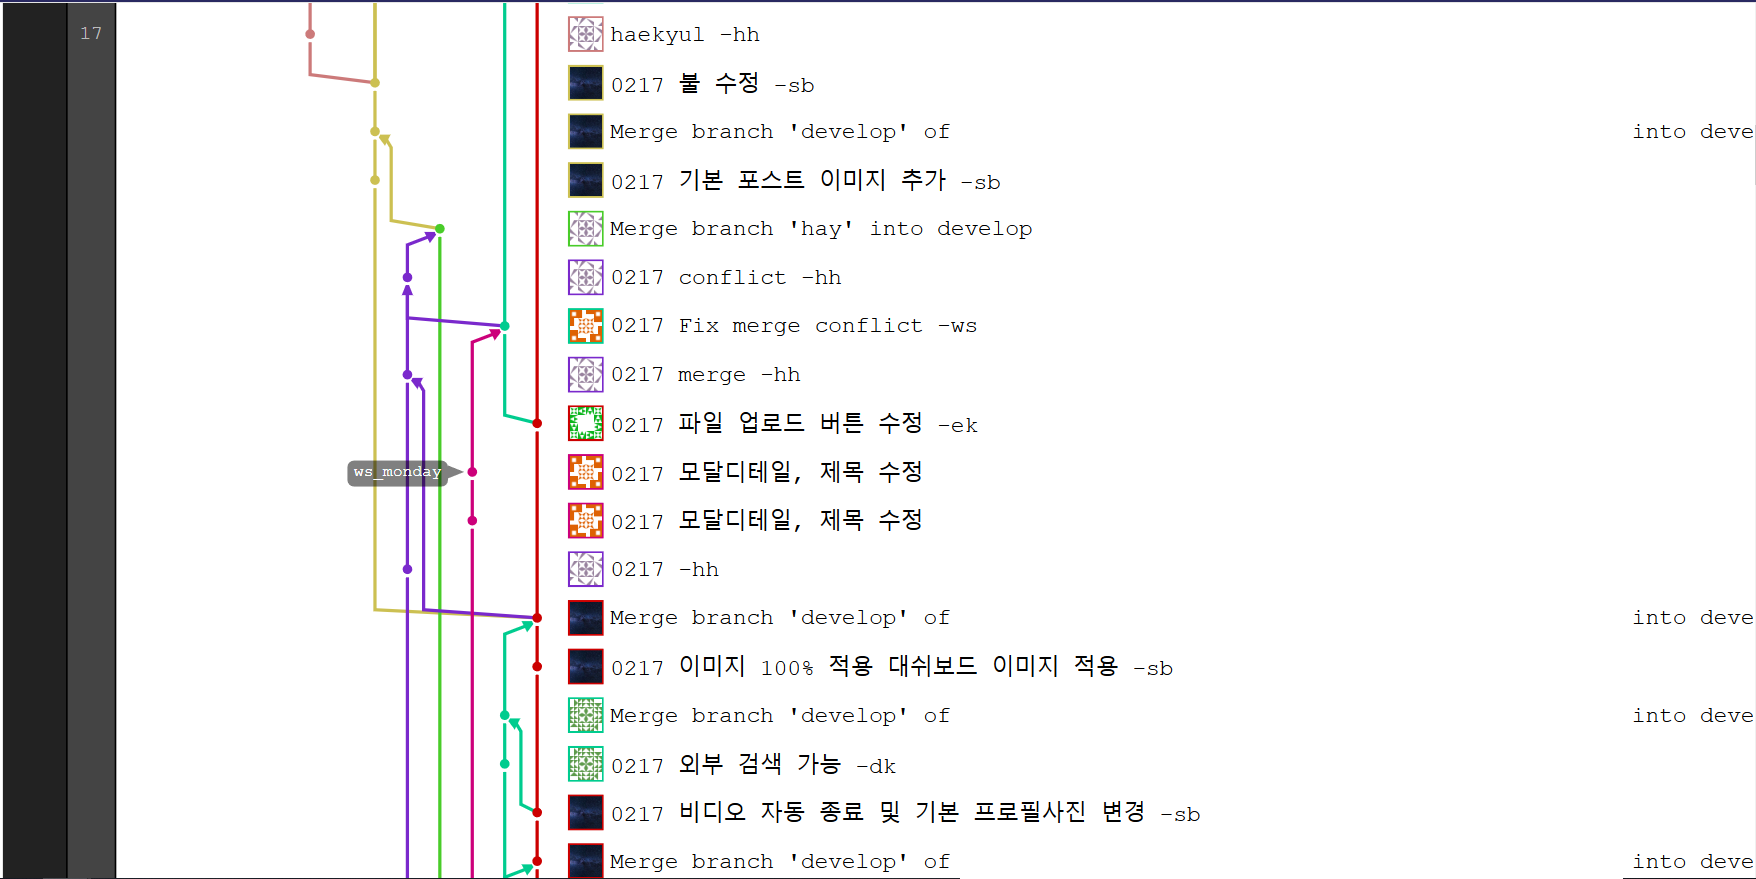 17
haekyul -hh
0217 불 수정 -sb
Merge branch 'develop' of into deve
0217 기본 포스트 이미지 추가 -sb
Merge branch 'hay' into develop
0217 conflict -hh
0217 Fix merge conflict -ws
0217 merge -hh
0217 파일 업로드 버튼 수정 -ek
ws_monday
0217 모달디테일, 제목 수정
0217 모달디테일, 제목 수정
0217 -hh
Merge branch 'develop' of into deve
0217 이미지 100% 적용 대쉬보드 이미지 적용 -sb
Merge branch 'develop' of into deve
0217 외부 검색 가능 -dk
0217 비디오 자동 종료 및 기본 프로필사진 변경 -sb
Merge branch 'develop' of into deve